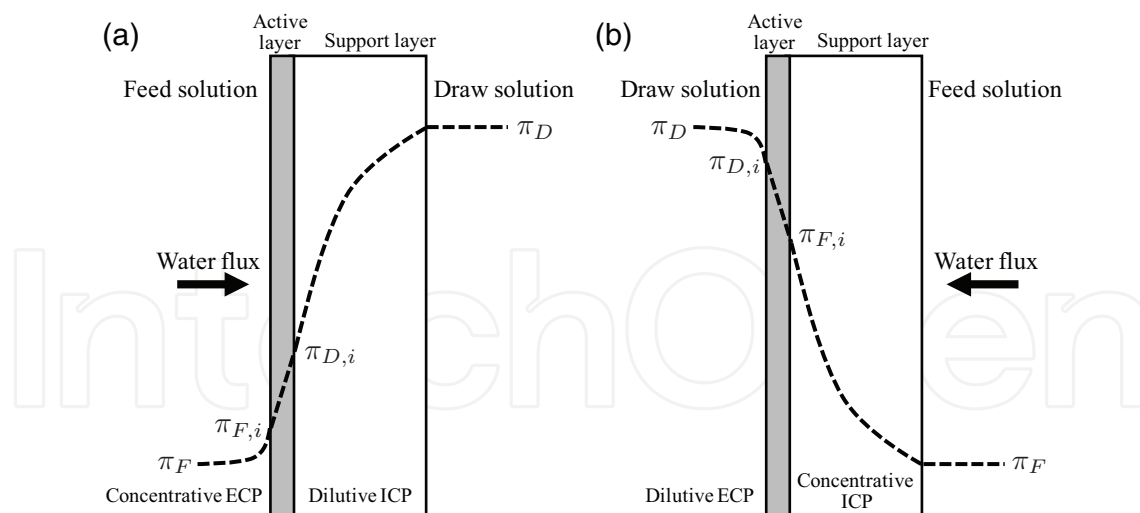 (a)
Active
layer
Support layer
Feed solution
Draw solution
π_D
Water flux
π_{D,i}
π_{F,i}
π_F
Concentrative ECP
Dilutive ICP
(b)
Active
layer
Support layer
Draw solution
Feed solution
π_D
π_{D,i}
π_{F,i}
Water flux
π_F
Dilutive ECP
Concentrative
ICP
IntechOpen